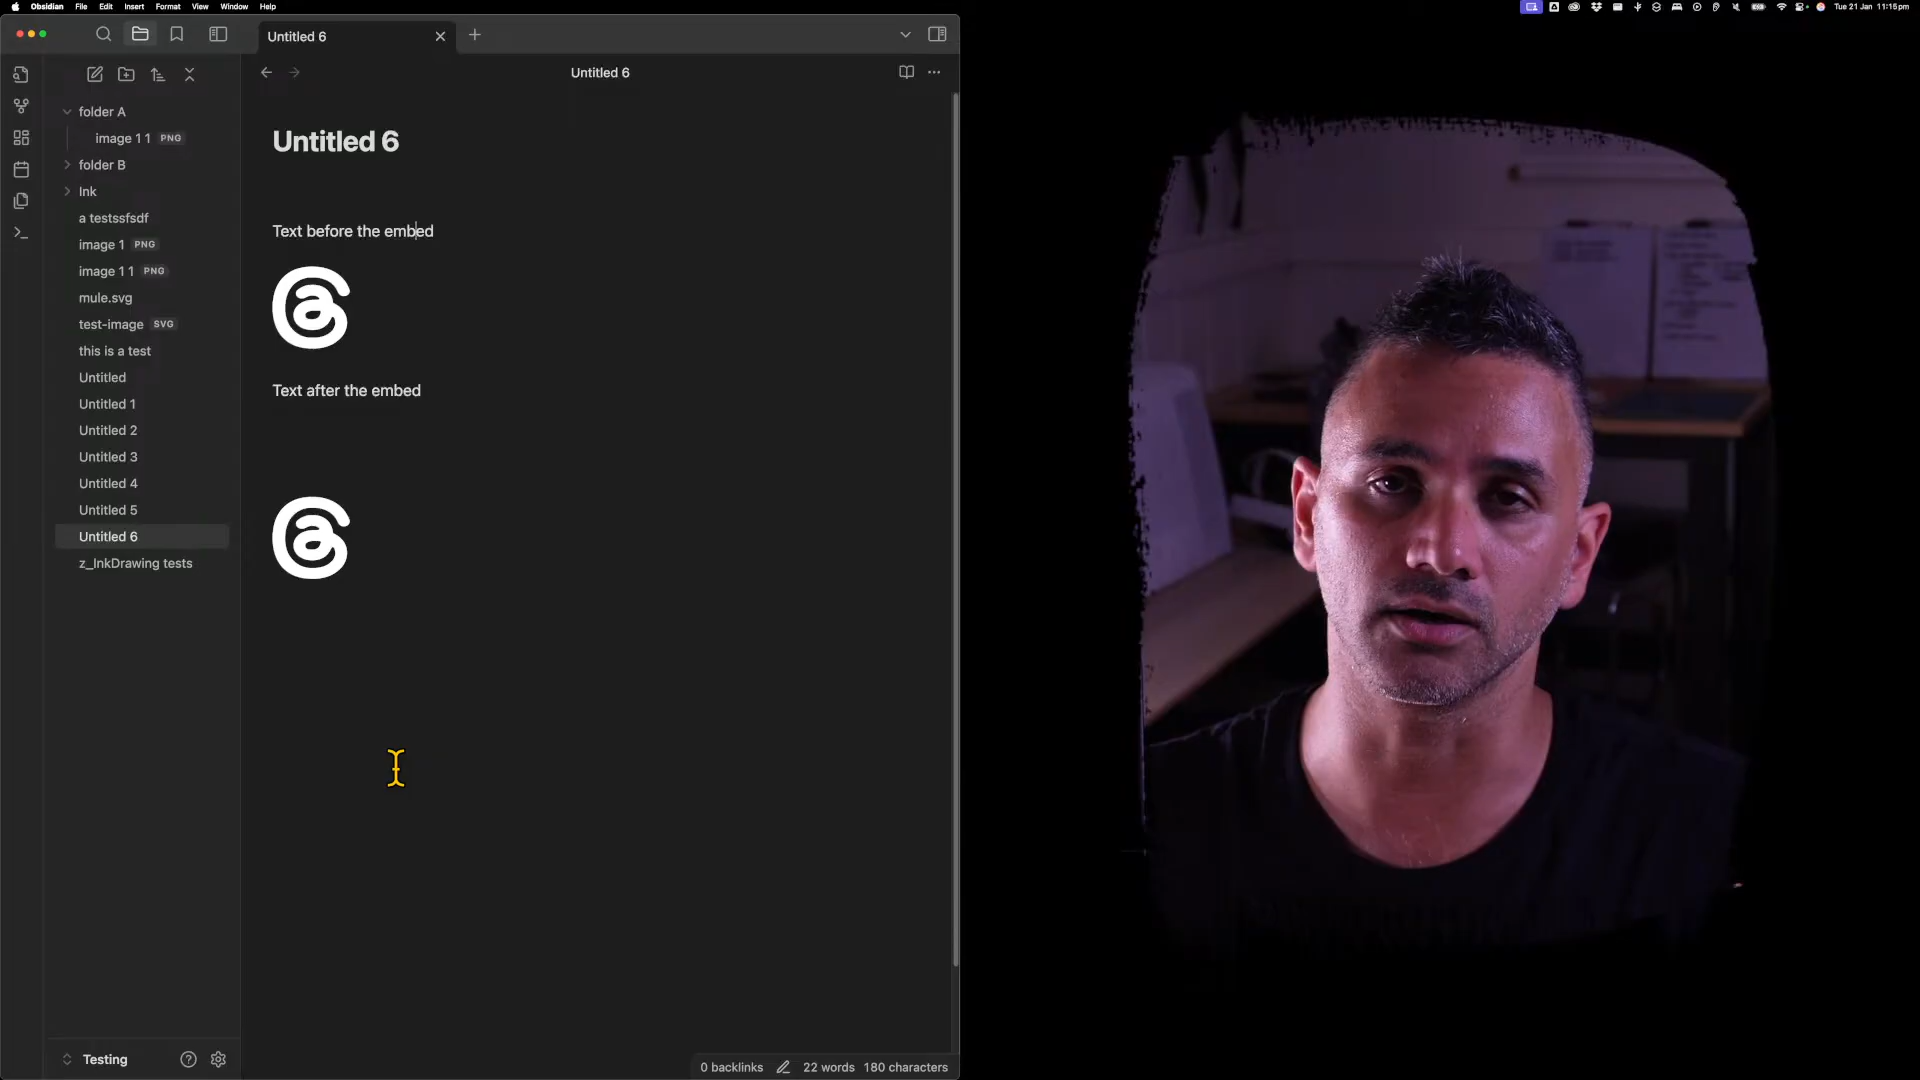 Obsidian File Edit Insert Format View Window Help
Tue 21 Jan 11:15pm
Untitled 6
Untitled 6
folder A
image 1 1 PNG
folder B
Ink
a testssfsdf
image 1 PNG
image 1 1 PNG
mule.svg
test-image SVG
this is a test
Untitled
Untitled 1
Untitled 2
Untitled 3
Untitled 4
Untitled 5
Untitled 6
z_InkDrawing tests
Testing
Untitled 6
Text before the embed
Text after the embed
0 backlinks 22 words 180 characters